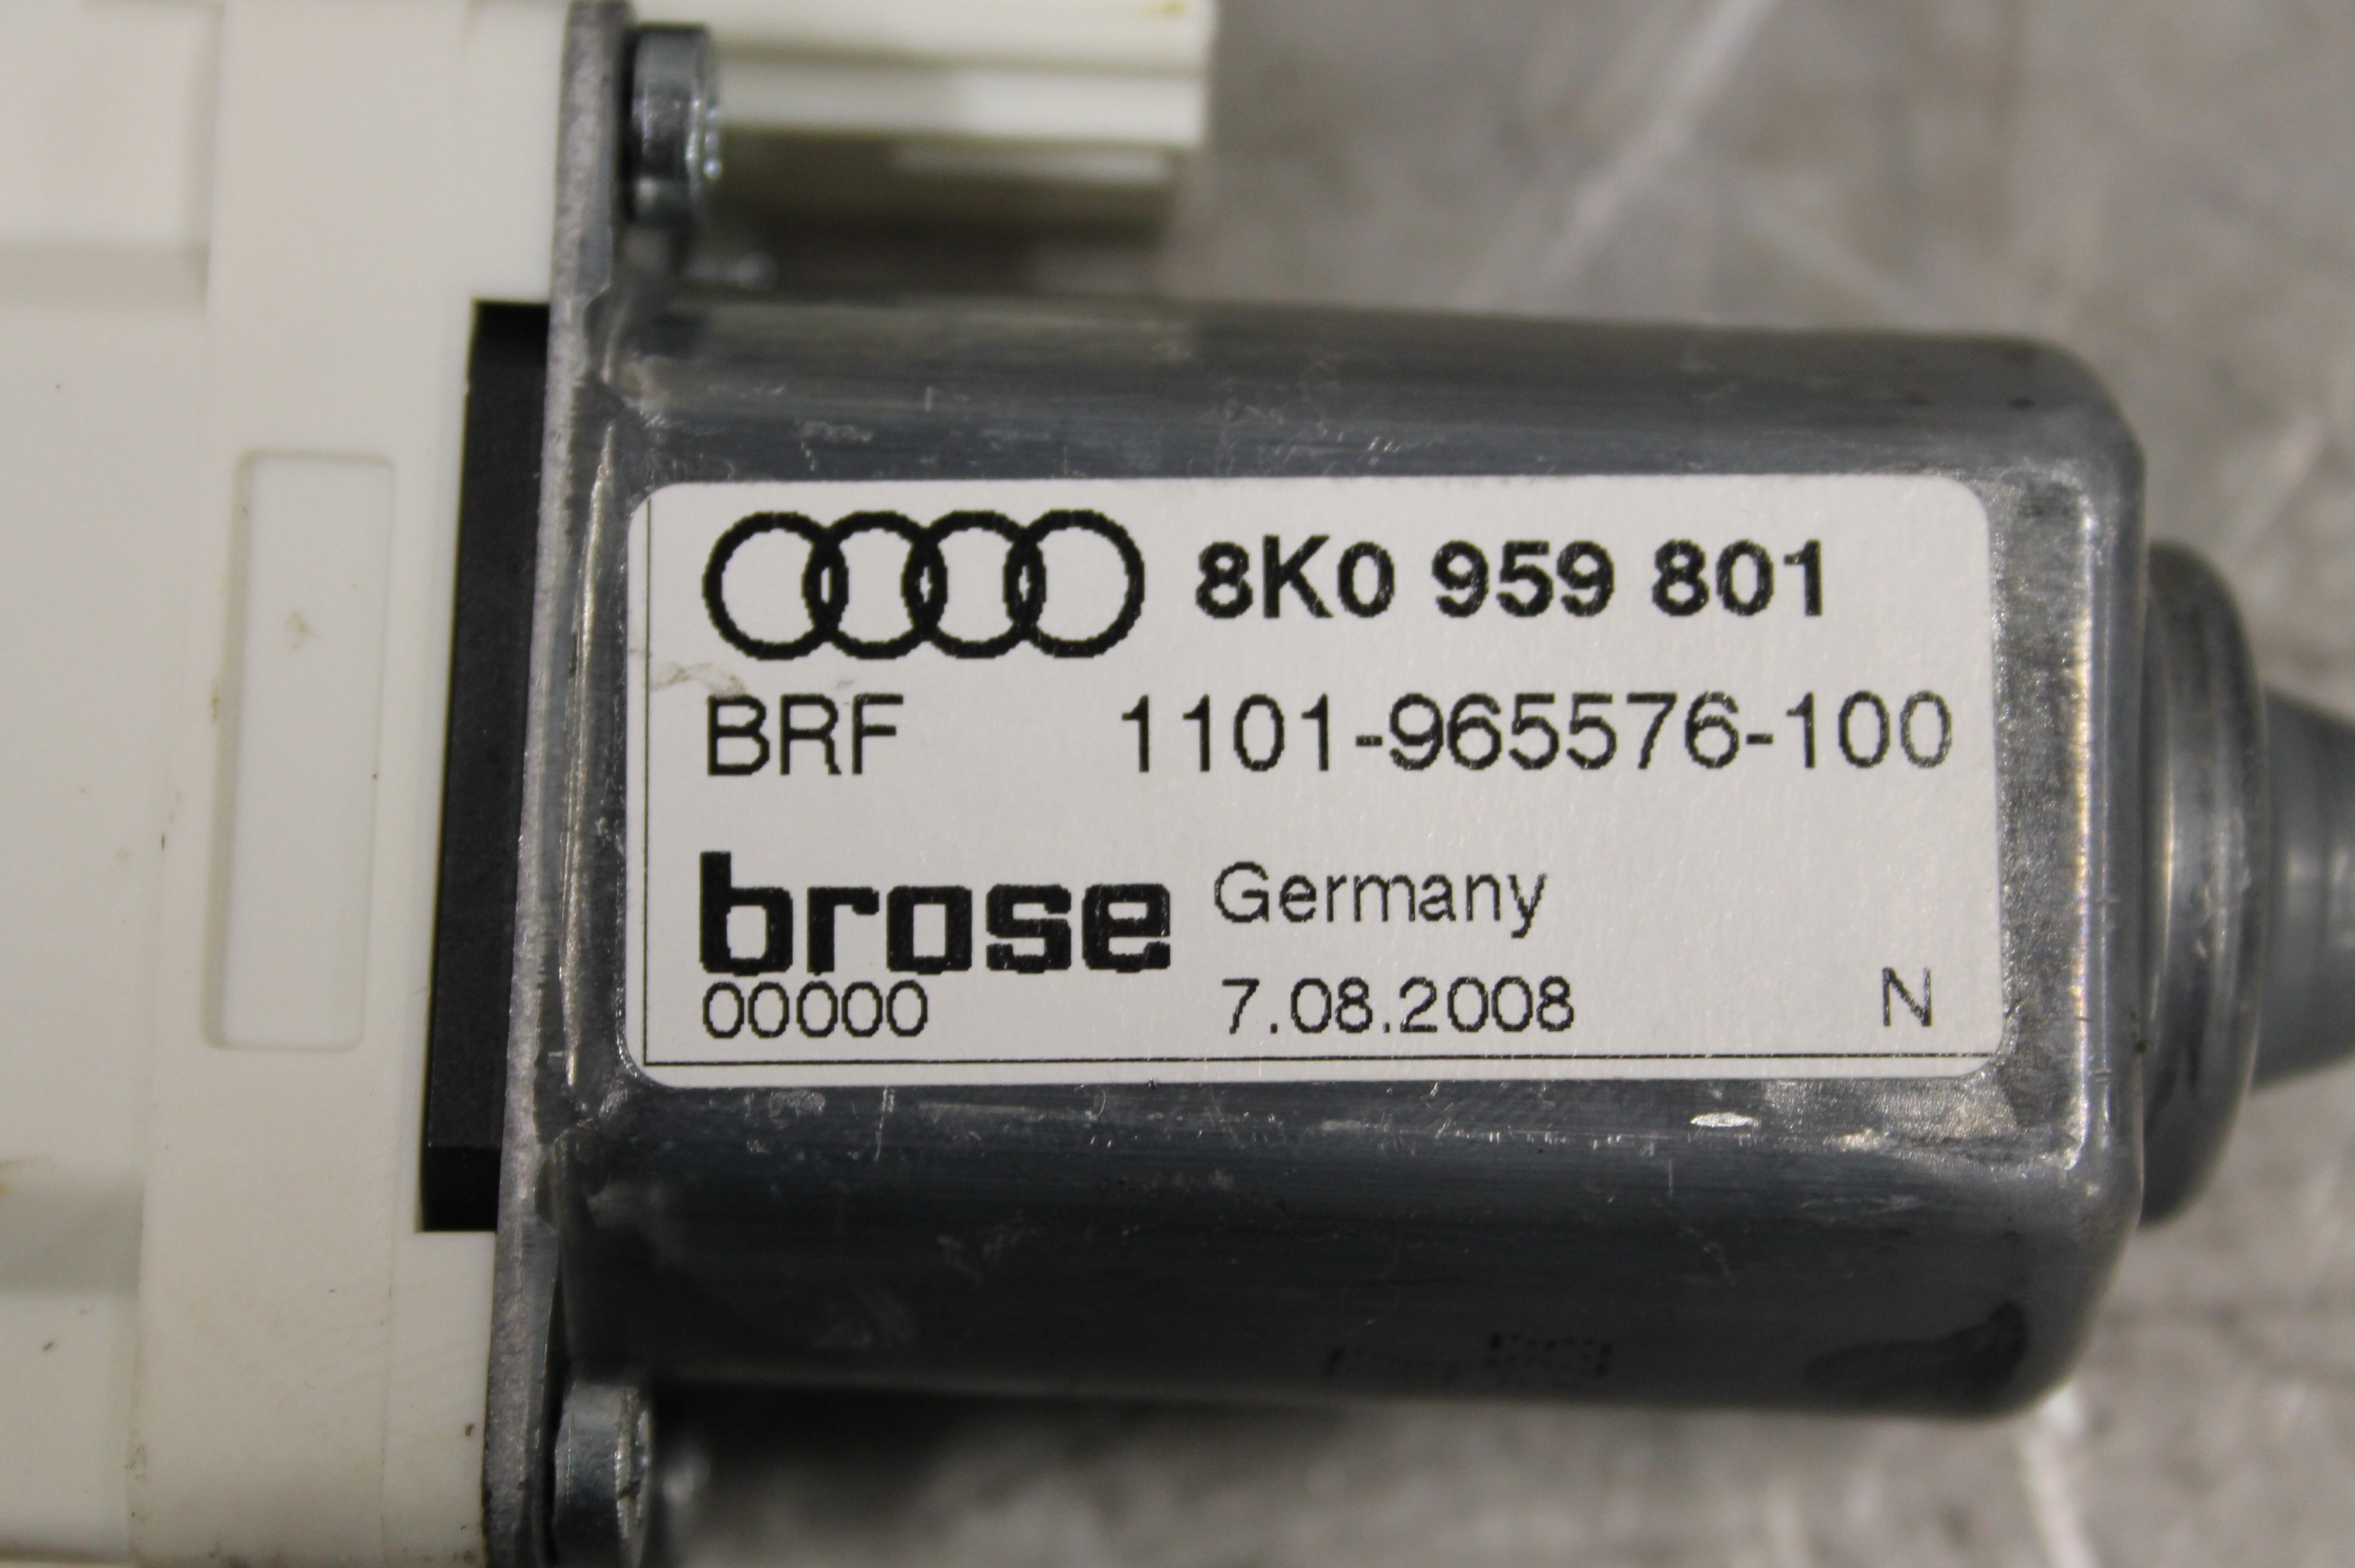 8K0 959 801
BRF 1101-965576-100
brose Germany
00000 7.08.2008 N